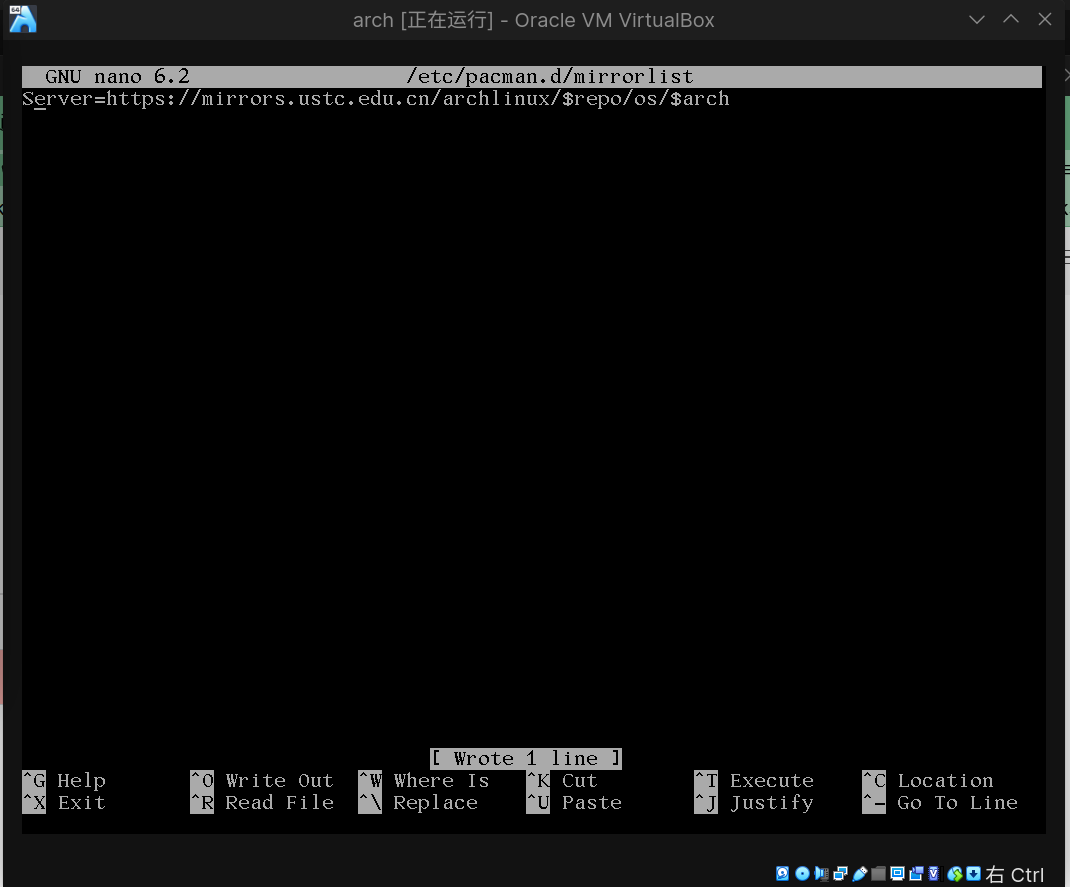 64
arch [正在运行] - Oracle VM VirtualBox
GNU nano 6.2 /etc/pacman.d/mirrorlist
Server=https://mirrors.ustc.edu.cn/archlinux/$repo/os/$arch
[ Wrote 1 line ]
^G Help ^O Write Out ^W Where Is ^K Cut ^T Execute ^C Location
^X Exit ^R Read File ^\ Replace ^U Paste ^J Justify ^_ Go To Line
右 Ctrl